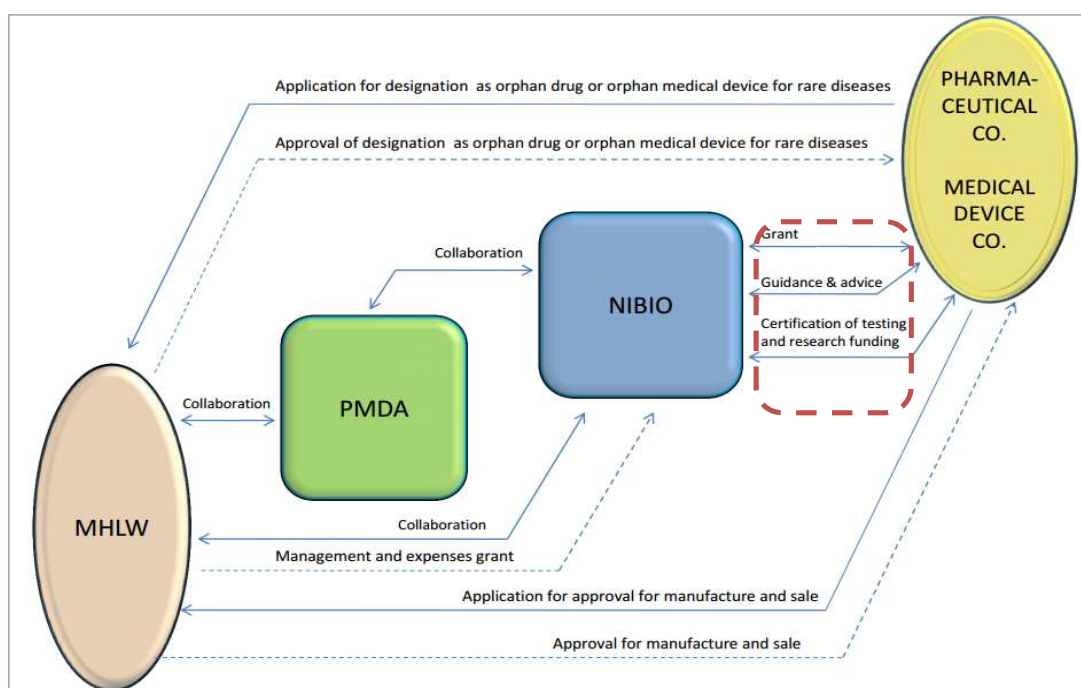 Application for designation as orphan drug or orphan medical device for rare diseases
Approval of designation as orphan drug or orphan medical device for rare diseases
PHARMA-
CEUTICAL
CO.
MEDICAL
DEVICE
CO.
Grant
Collaboration
Guidance & advice
NIBIO
Certification of testing
and research funding
Collaboration
PMDA
MHLW
Collaboration
Management and expenses grant
Application for approval for manufacture and sale
Approval for manufacture and sale